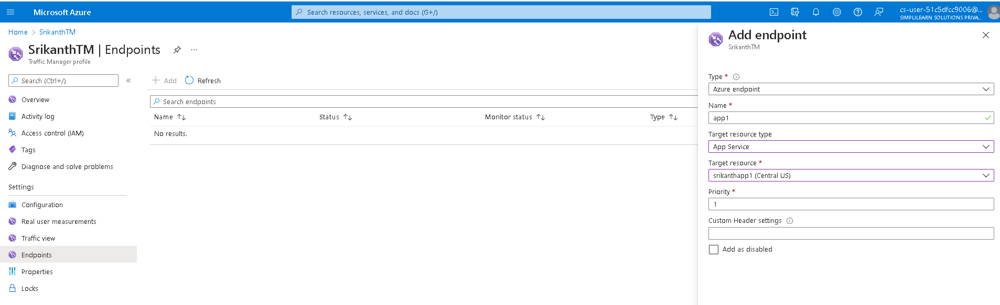 Microsoft Azure
Search resources, services, and docs (G+/)
cs-user-51c5dfcc9006@...
SIMPLILEARN SOLUTIONS PRIVA...
Home > SrikanthTM
SrikanthTM | Endpoints ...
Traffic Manager profile
Search (Ctrl+/)
«
Overview
Activity log
Access control (IAM)
Tags
Diagnose and solve problems
Settings
Configuration
Real user measurements
Traffic view
Endpoints
Properties
Locks
Add Refresh
Search endpoints
Name Status Monitor status Type
No results.
Add endpoint
SrikanthTM
Type *
Azure endpoint
Name *
app1
Target resource type
App Service
Target resource *
srikanthapp1 (Central US)
Priority *
1
Custom Header settings
Add as disabled